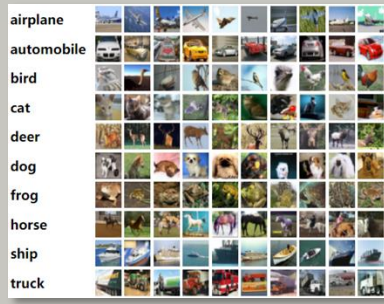 airplane
automobile
bird
cat
deer
dog
frog
horse
ship
truck